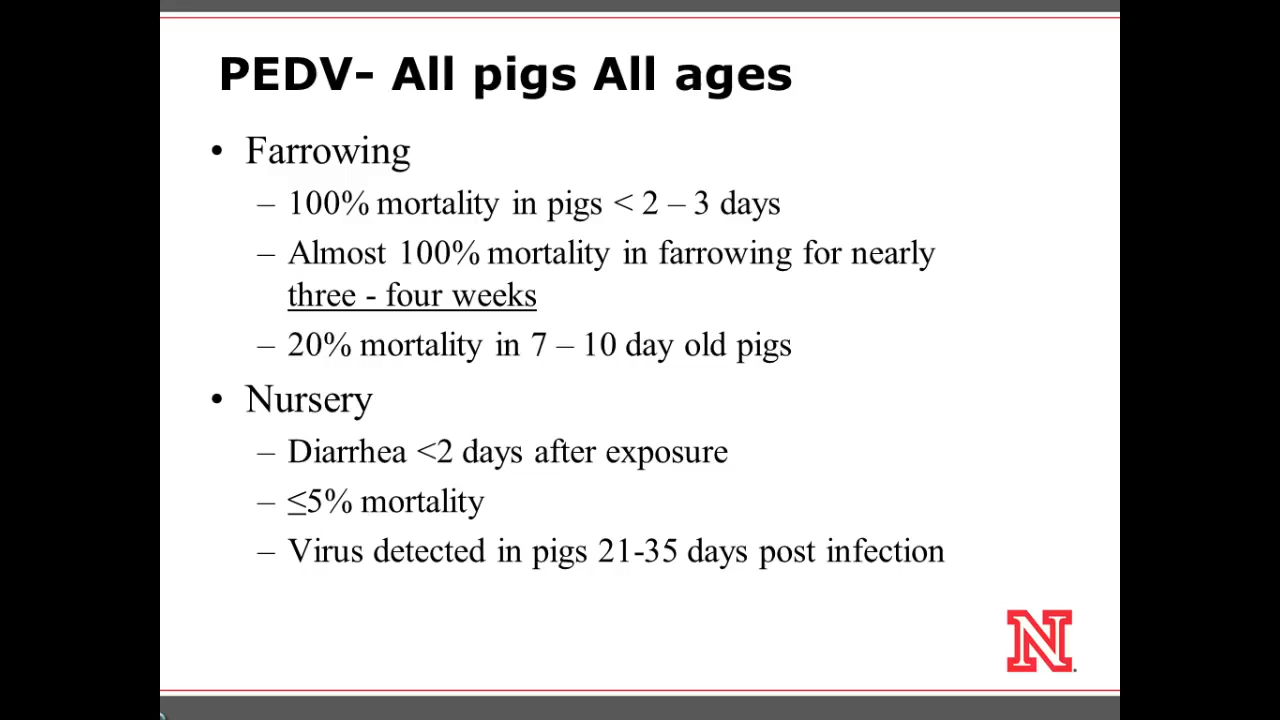 PEDV- All pigs All ages
• Farrowing
– 100% mortality in pigs < 2 – 3 days
– Almost 100% mortality in farrowing for nearly
three - four weeks
– 20% mortality in 7 – 10 day old pigs
• Nursery
– Diarrhea <2 days after exposure
– ≤5% mortality
– Virus detected in pigs 21-35 days post infection
N